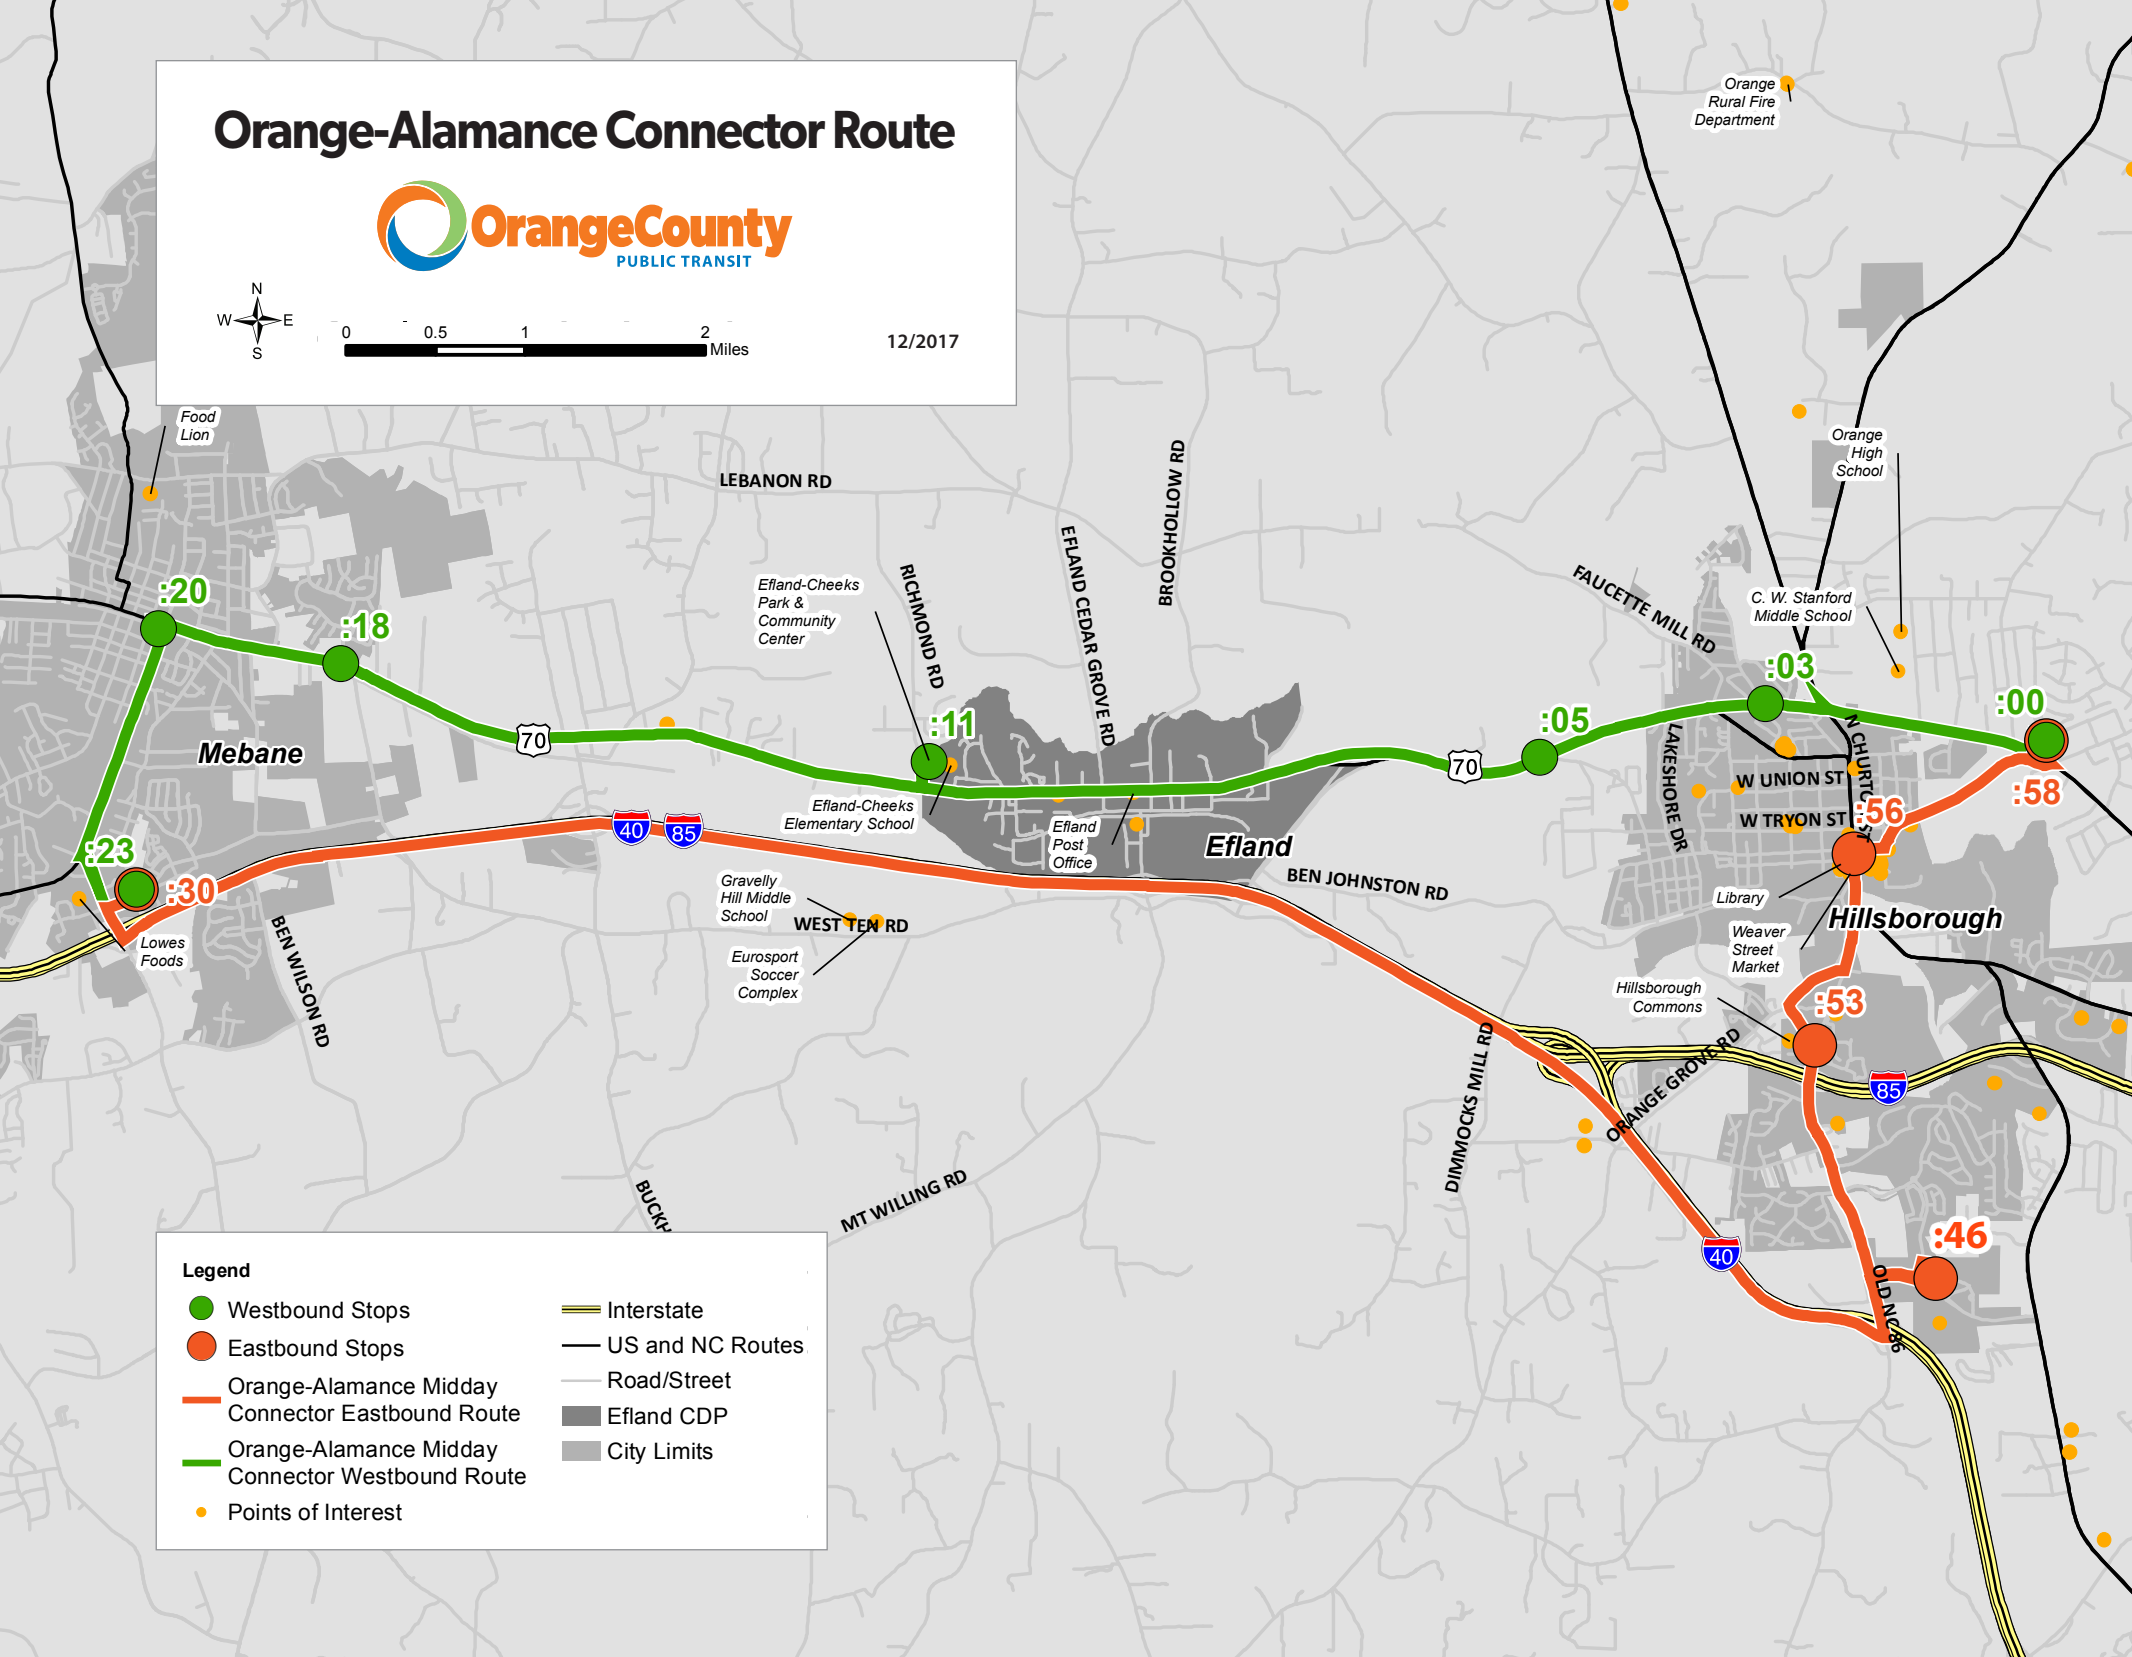 Orange-Alamance Connector Route
OrangeCounty
PUBLIC TRANSIT
N
W E
S
0 0.5 1 2
Miles
12/2017
Orange
Rural Fire
Department
Food
Lion
Orange
High
School
LEBANON RD
BROOKHOLLOW RD
EFLAND CEDAR GROVE RD
RICHMOND RD
FAUCETTE MILL RD
Efland-Cheeks
Park &
Community
Center
C. W. Stanford
Middle School
:20
:18
:11
:05
:03
:00
:58
70
70
Mebane
LAKESHORE DR
N CHURTON ST
W UNION ST
W TRYON ST
:56
Efland-Cheeks
Elementary School
Efland
Post
Office
Efland
40
85
:23
:30
BEN JOHNSTON RD
Gravelly
Hill Middle
School
WEST TEN RD
Eurosport
Soccer
Complex
Lowes
Foods
BEN WILSON RD
Library
Hillsborough
Weaver
Street
Market
Hillsborough
Commons
:53
DIMMOCKS MILL RD
ORANGE GROVE RD
85
MT WILLING RD
BUCKH
40
:46
OLD NC 86
Legend
Westbound Stops
Eastbound Stops
Orange-Alamance Midday
Connector Eastbound Route
Orange-Alamance Midday
Connector Westbound Route
Points of Interest
Interstate
US and NC Routes
Road/Street
Efland CDP
City Limits